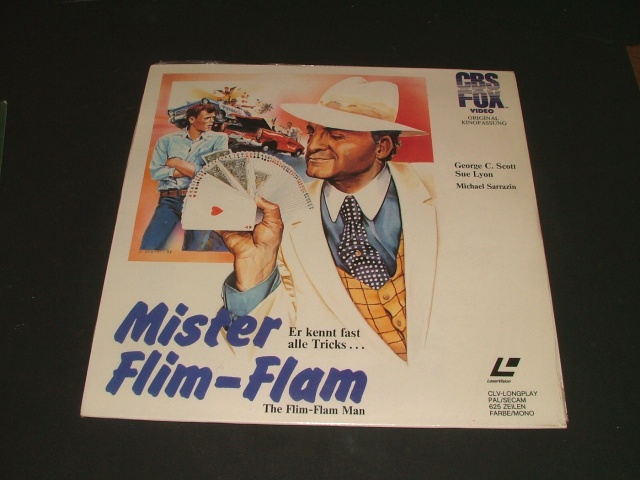 CBS
FOX
VIDEO
ORIGINAL
KINOFASSUNG
George C. Scott
Sue Lyon
Michael Sarrazin
Mister
Flim-Flam
Er kennt fast
alle Tricks...
The Flim-Flam Man
LaserVision
CLV-LONGPLAY
PAL/SECAM
625 ZEILEN
FARBE/MONO